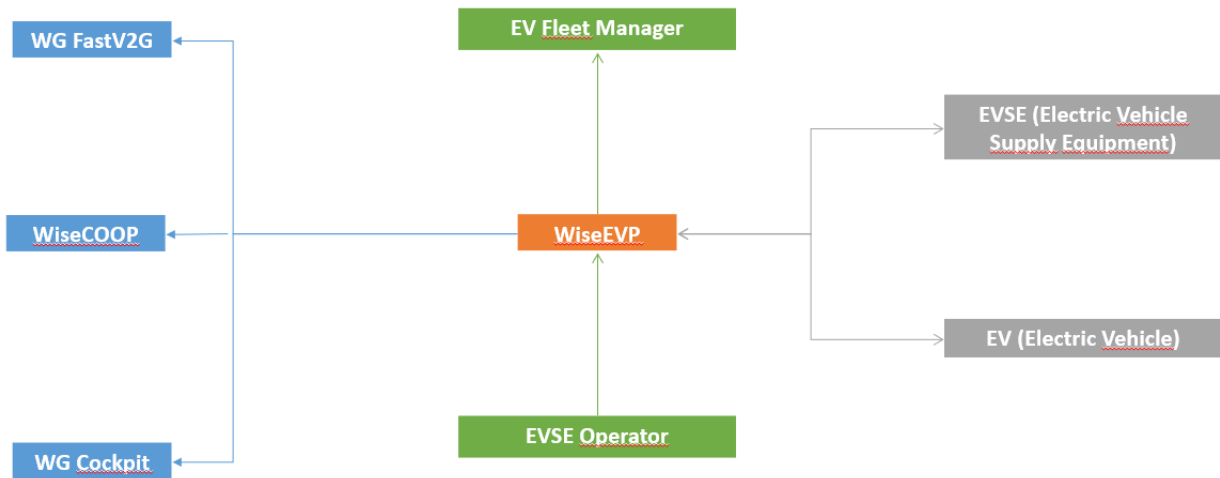 WG FastV2G
EV Fleet Manager
EVSE (Electric Vehicle
Supply Equipment)
WiseCOOP
WiseEVP
EV (Electric Vehicle)
EVSE Operator
WG Cockpit